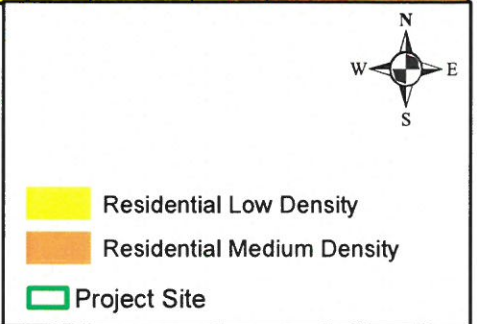 N
W E
S
Residential Low Density
Residential Medium Density
Project Site